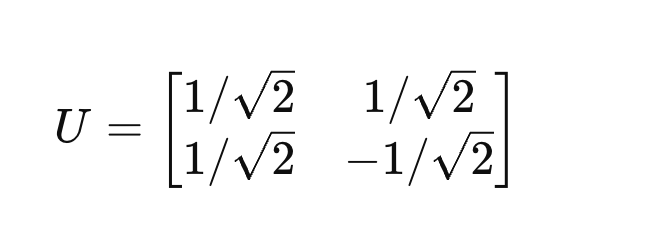 U = [1/√2 1/√2
1/√2 −1/√2]